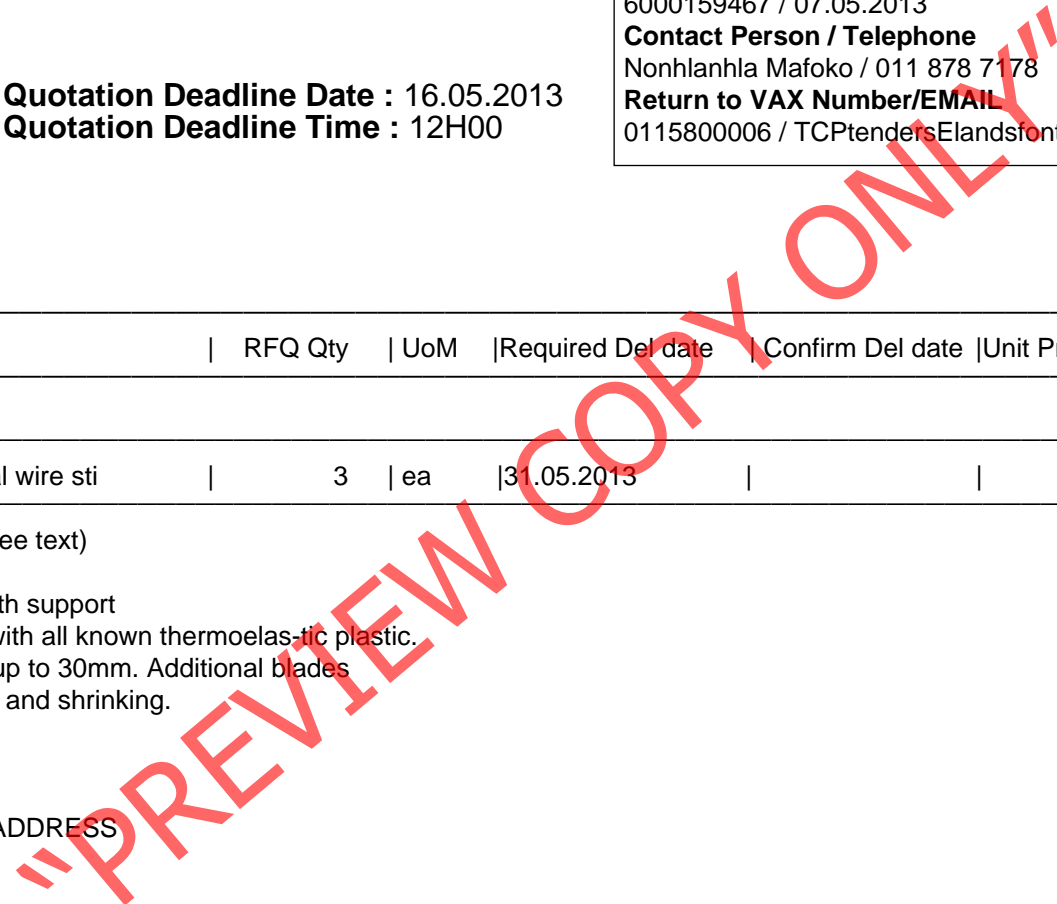 6000159467 / 07.05.2013
Contact Person / Telephone
Nonhlanhla Mafoko / 011 878 7178
Quotation Deadline Date : 16.05.2013
Return to VAX Number/EMAIL
Quotation Deadline Time : 12H00
0115800006 / TCPtendersElandsfont
| RFQ Qty | UoM |Required Del date | Confirm Del date |Unit Pr
al wire sti | 3 | ea |31.05.2013 | |
ee text)
th support
with all known thermoelas-tic plastic.
up to 30mm. Additional blades
and shrinking.
ADDRESS
"PREVIEW COPY ONLY"